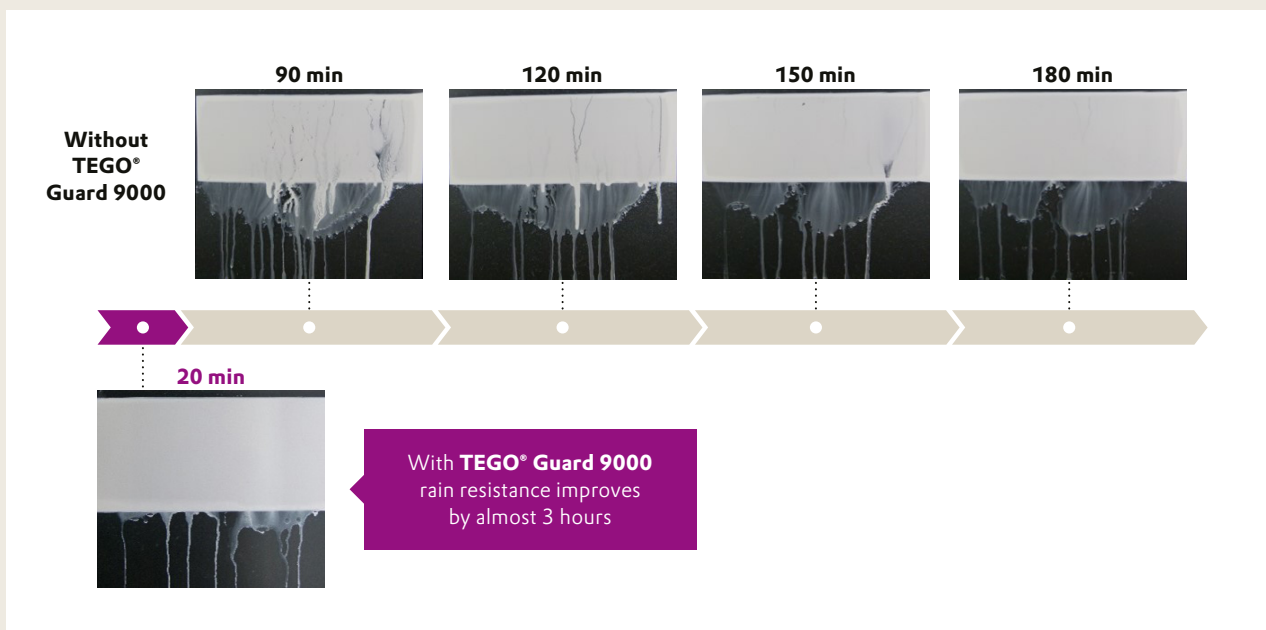 90 min
120 min
150 min
180 min
Without
TEGO®
Guard 9000
20 min
With TEGO® Guard 9000
rain resistance improves
by almost 3 hours